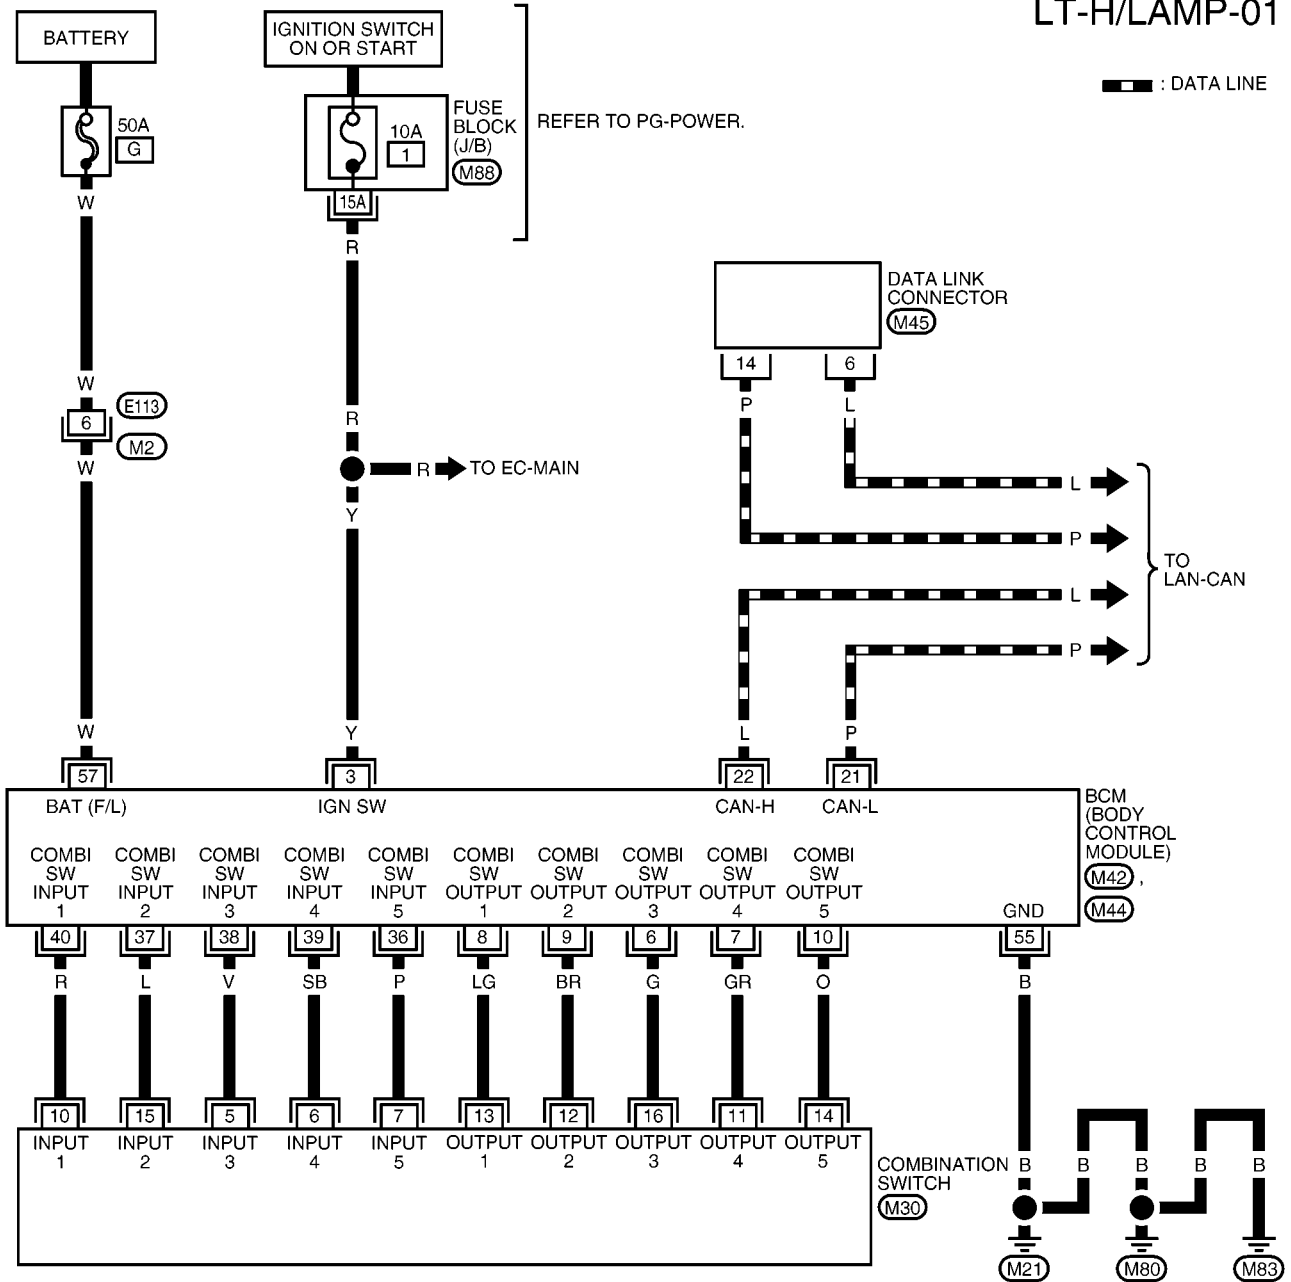 LT-H/LAMP-01
BATTERY
IGNITION SWITCH
ON OR START
: DATA LINE
50A
G
10A
1
FUSE
BLOCK
(J/B)
M88
REFER TO PG-POWER.
15A
W
R
DATA LINK
CONNECTOR
M45
14
6
P
L
W
R
E113
6
M2
W
R
TO EC-MAIN
Y
L
P
L
P
TO
LAN-CAN
W
Y
L
P
57
3
22
21
BAT (F/L)
IGN SW
CAN-H
CAN-L
BCM
(BODY
CONTROL
MODULE)
M42 ,
M44
COMBI COMBI COMBI COMBI COMBI COMBI COMBI COMBI COMBI COMBI
SW SW SW SW SW SW SW SW SW SW
INPUT INPUT INPUT INPUT INPUT OUTPUT OUTPUT OUTPUT OUTPUT OUTPUT
1 2 3 4 5 1 2 3 4 5
GND
40 37 38 39 36 8 9 6 7 10 55
R L V SB P LG BR G GR O B
10 15 5 6 7 13 12 16 11 14
INPUT INPUT INPUT INPUT INPUT OUTPUT OUTPUT OUTPUT OUTPUT OUTPUT
1 2 3 4 5 1 2 3 4 5
COMBINATION
SWITCH
M30
B B B B B
M21 M80 M83